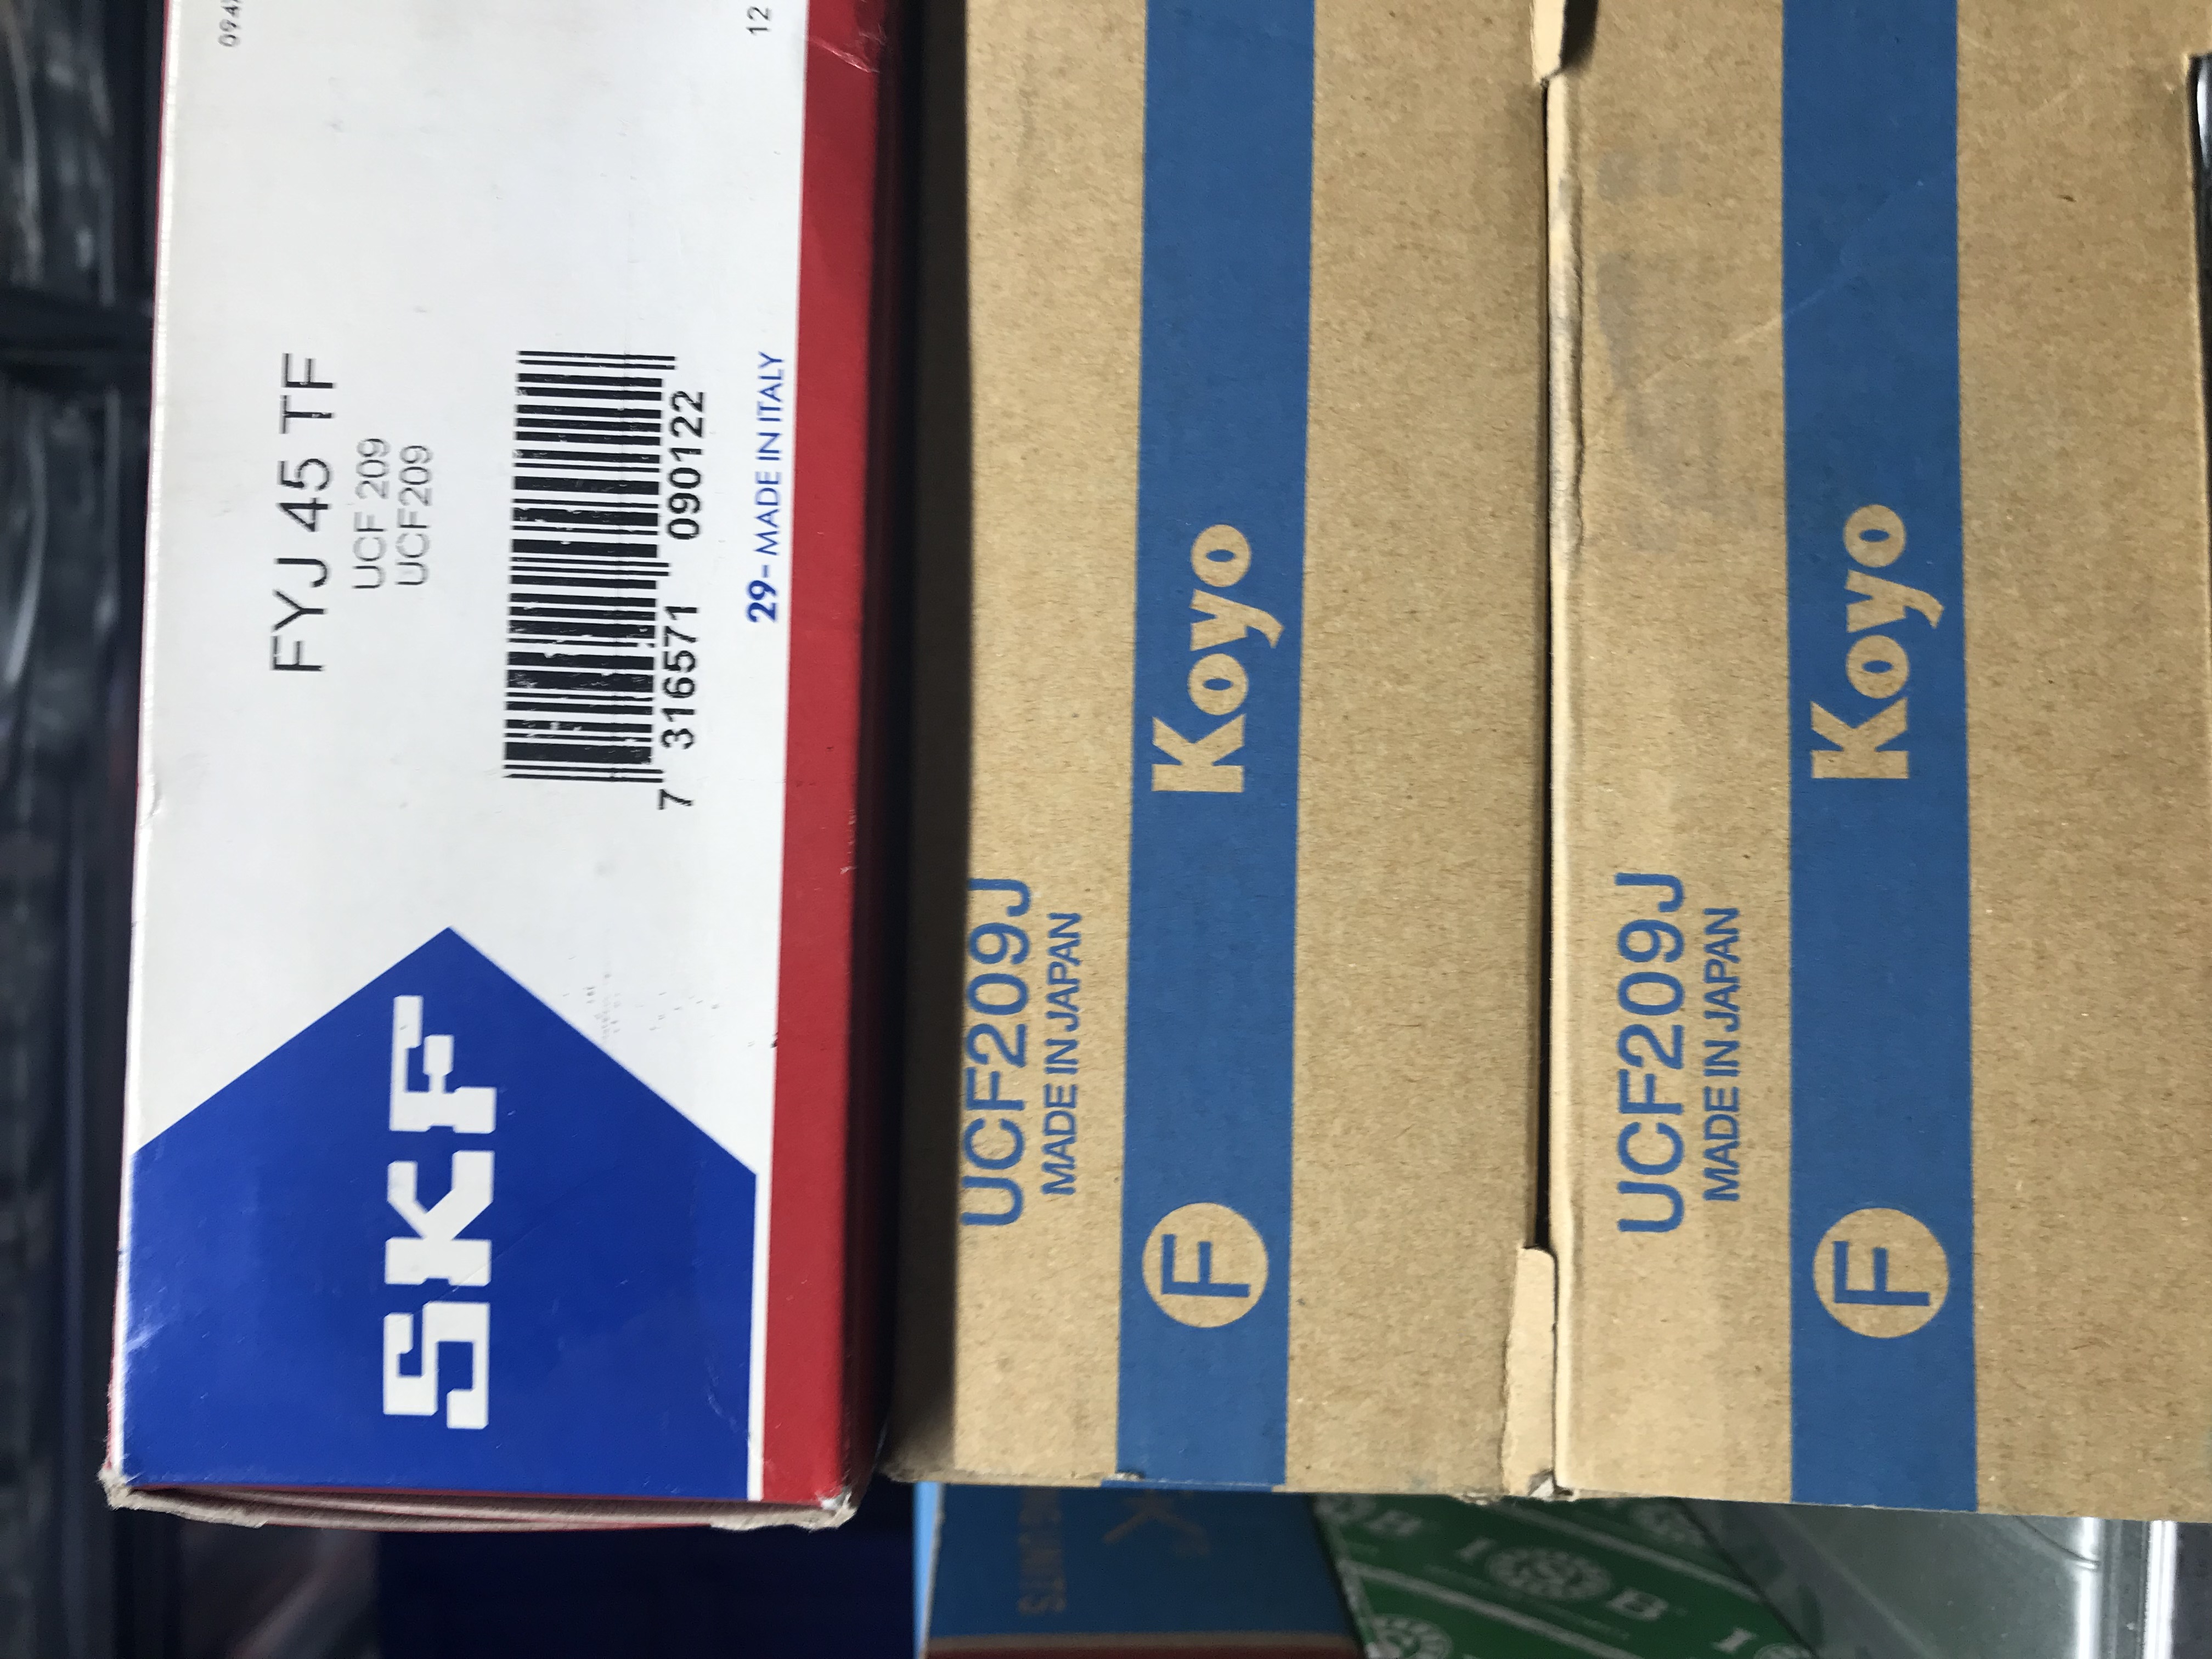 SKF
FYJ 45 TF
UCF 209
UCF209
7 316571 090122
29- MADE IN ITALY
12
UCF209J
MADE IN JAPAN
F Koyo
UCF209J
MADE IN JAPAN
F Koyo